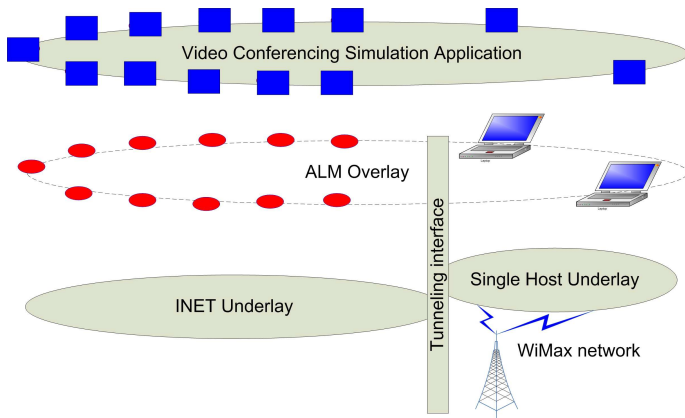 Video Conferencing Simulation Application
ALM Overlay
Tunneling interface
Single Host Underlay
INET Underlay
WiMax network